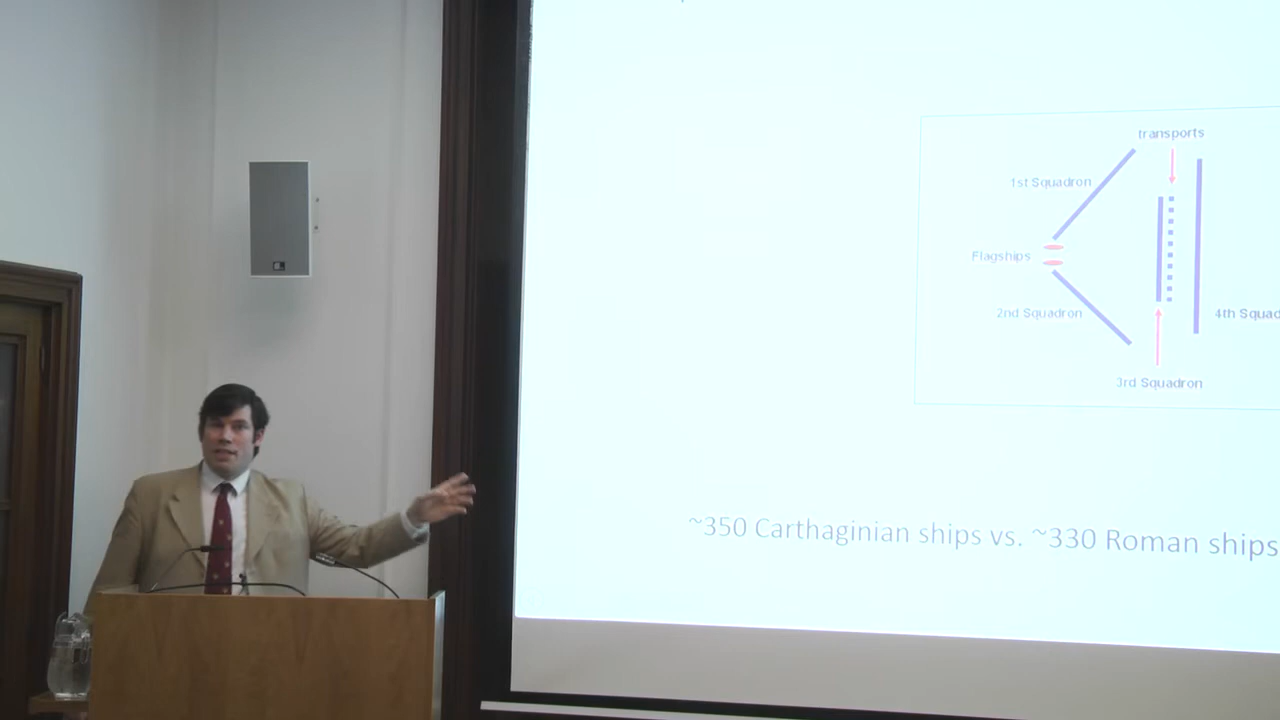 transports
1st Squadron
Flagships
2nd Squadron
4th Squad
3rd Squadron
~350 Carthaginian ships vs. ~330 Roman ships